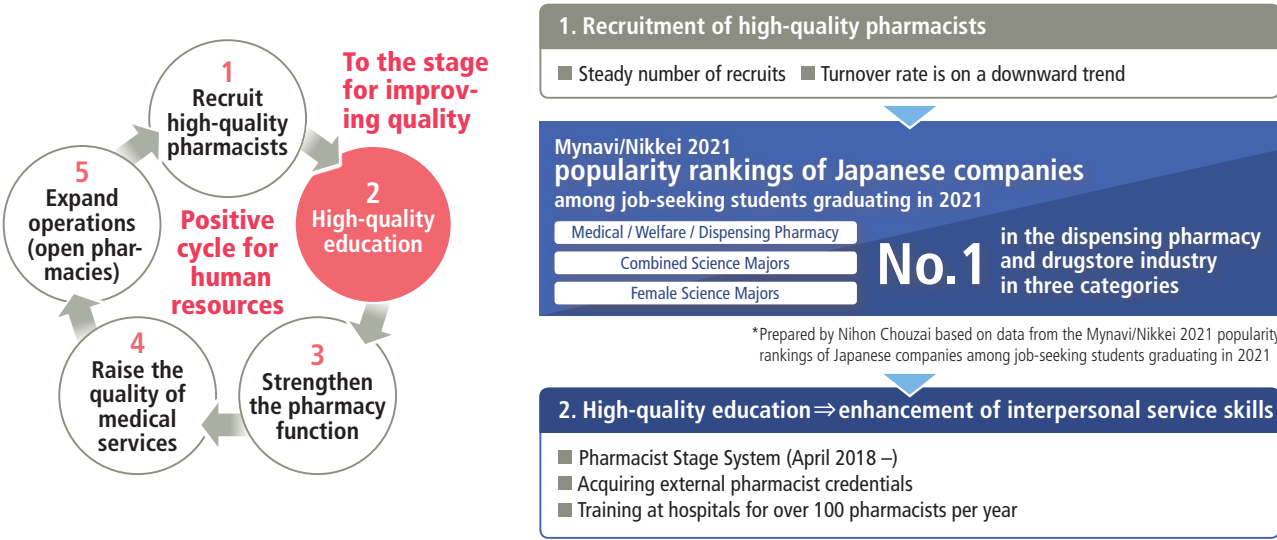 1
Recruit
high-quality
pharmacists
To the stage
for improv-
ing quality
2
High-quality
education
3
Strengthen
the pharmacy
function
4
Raise the
quality of
medical
services
5
Expand
operations
(open phar-
macies)
Positive
cycle for
human
resources
1. Recruitment of high-quality pharmacists
Steady number of recruits
Turnover rate is on a downward trend
Mynavi/Nikkei 2021
popularity rankings of Japanese companies
among job-seeking students graduating in 2021
Medical / Welfare / Dispensing Pharmacy
Combined Science Majors
Female Science Majors
No.1
in the dispensing pharmacy
and drugstore industry
in three categories
*Prepared by Nihon Chouzai based on data from the Mynavi/Nikkei 2021 popularity
rankings of Japanese companies among job-seeking students graduating in 2021
2. High-quality education⇒enhancement of interpersonal service skills
Pharmacist Stage System (April 2018 –)
Acquiring external pharmacist credentials
Training at hospitals for over 100 pharmacists per year